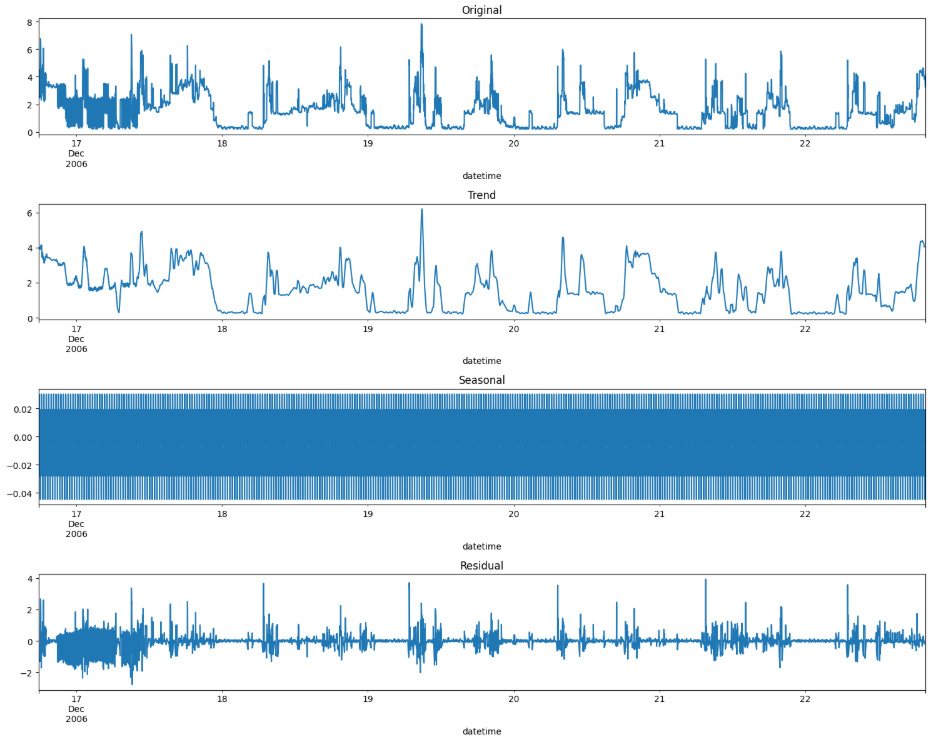 Original
8
6
4
2
0
17 18 19 20 21 22
Dec
2006
datetime
Trend
6
4
2
0
17 18 19 20 21 22
Dec
2006
datetime
Seasonal
0.02
0.00
−0.02
−0.04
17 18 19 20 21 22
Dec
2006
datetime
Residual
4
2
0
−2
17 18 19 20 21 22
Dec
2006
datetime